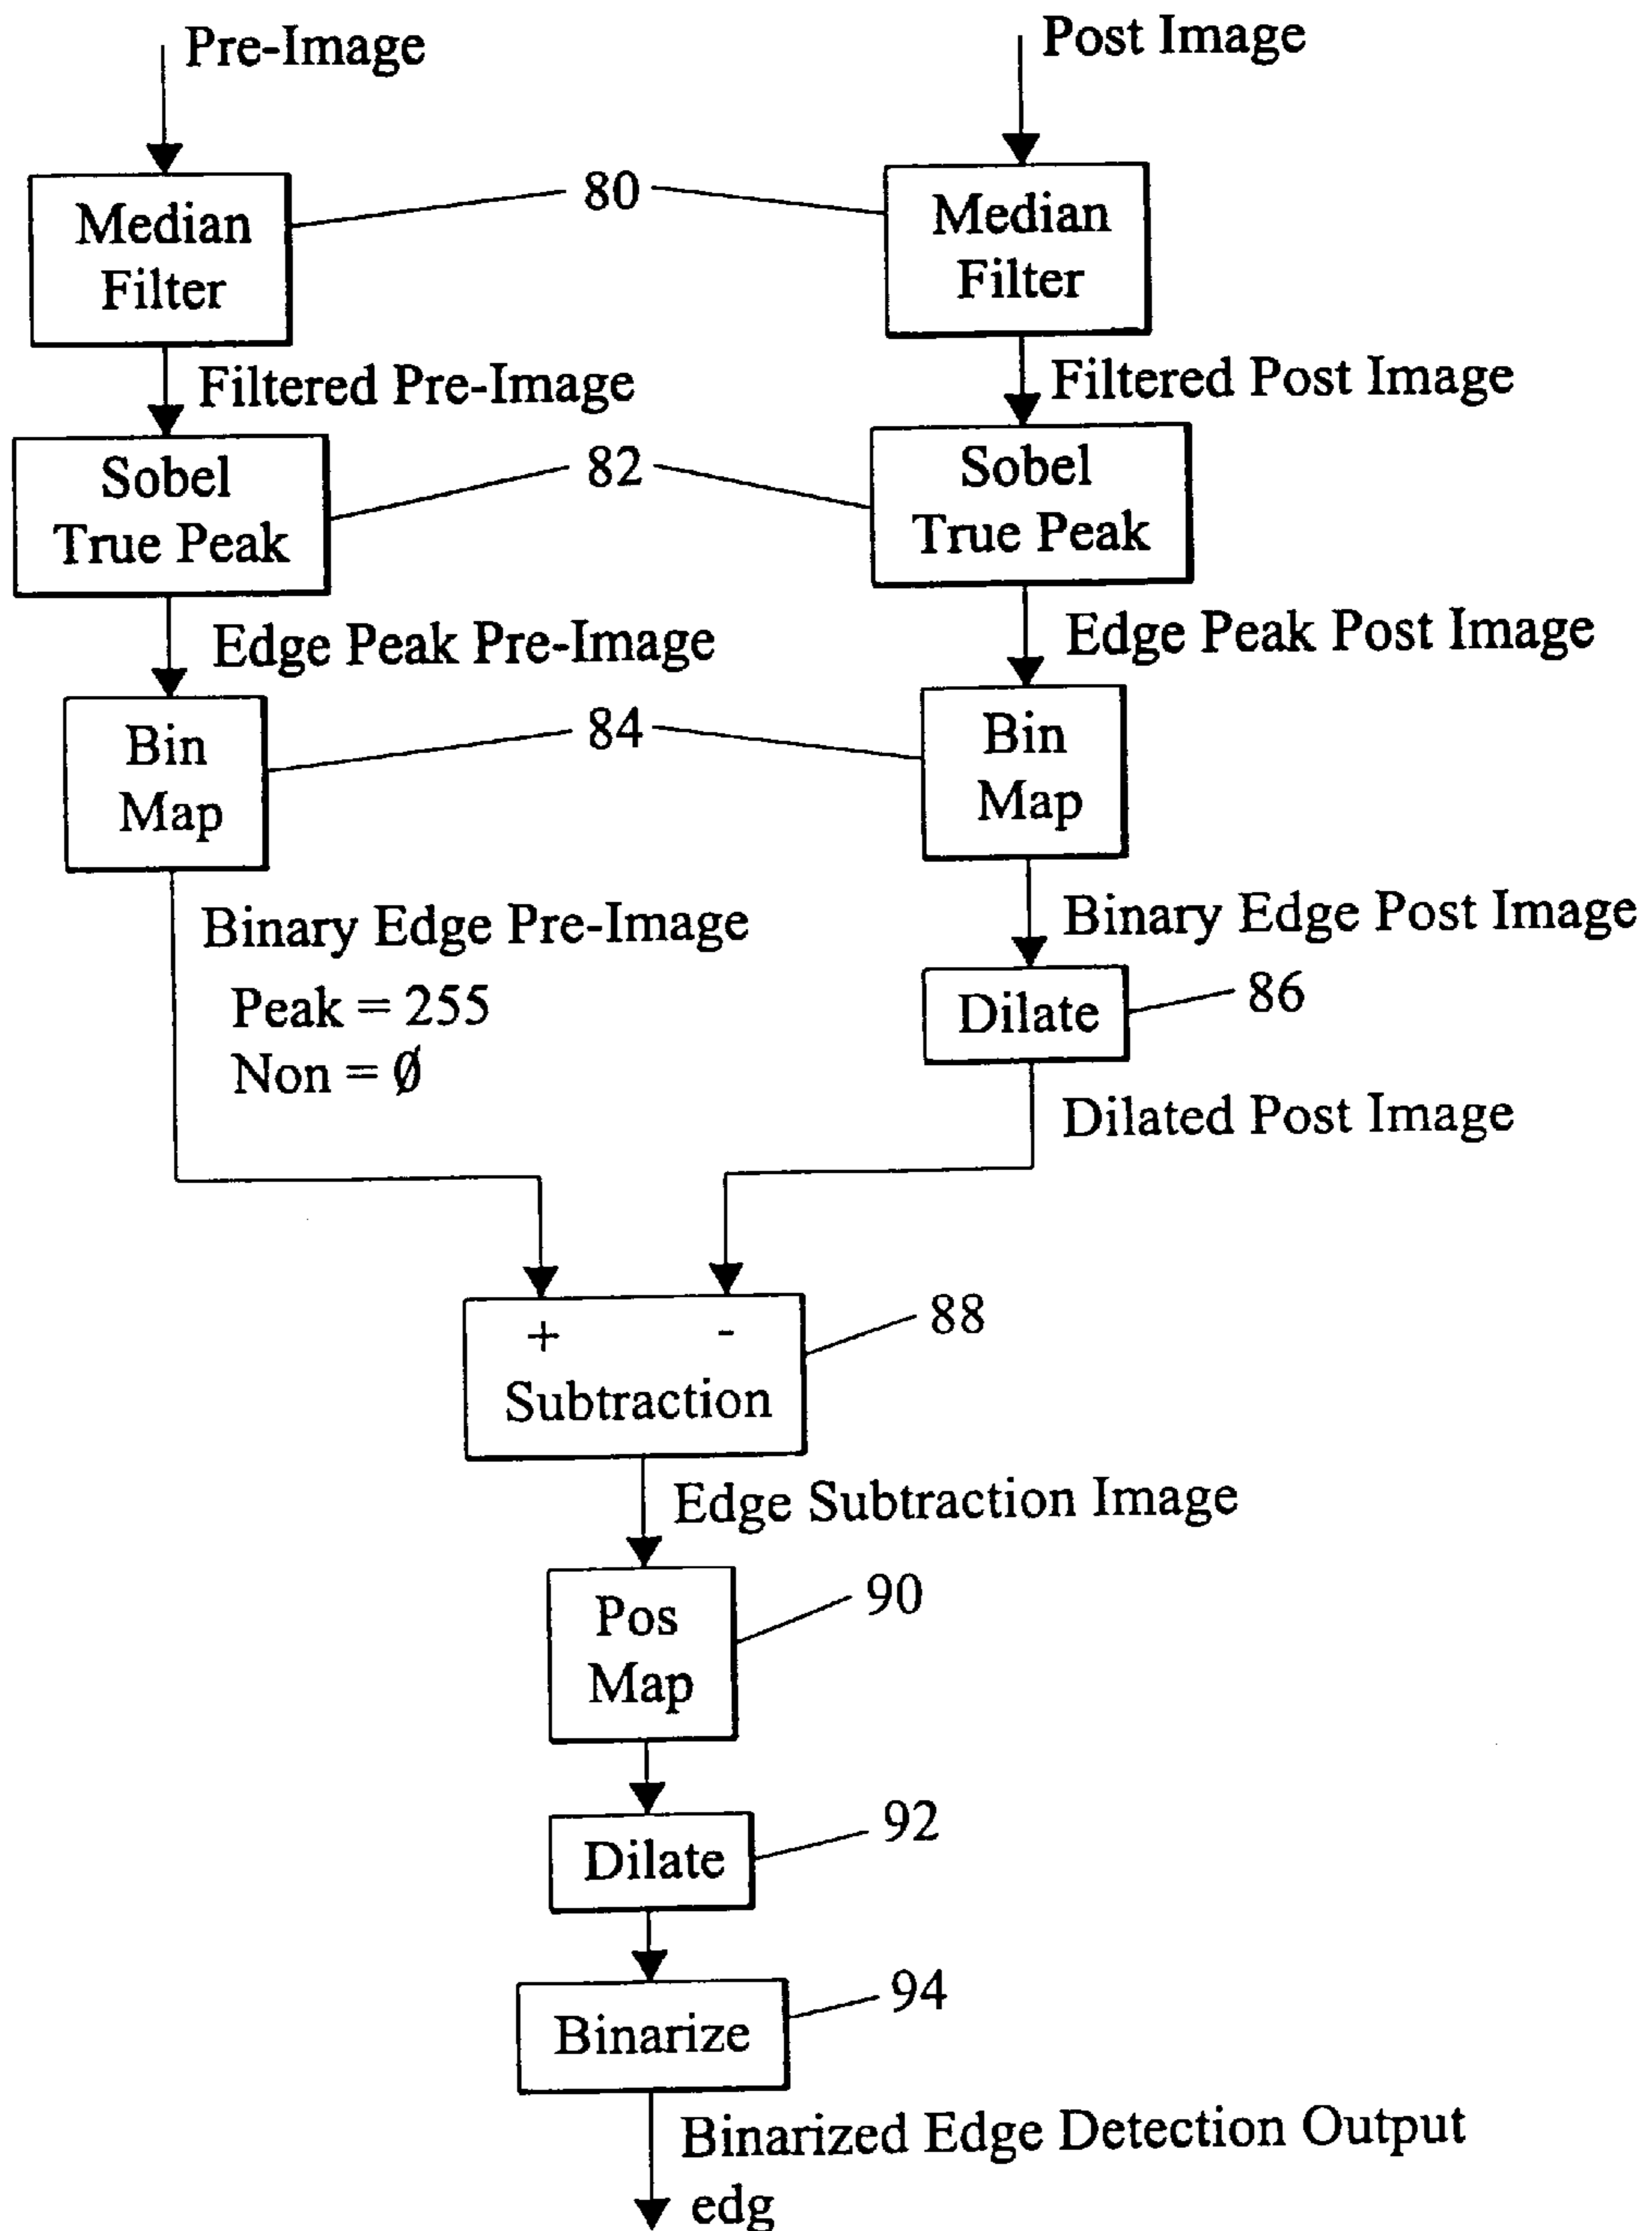 Pre-Image
Post Image
Median
Filter
80
Median
Filter
Filtered Pre-Image
Filtered Post Image
Sobel
True Peak
82
Sobel
True Peak
Edge Peak Pre-Image
Edge Peak Post Image
Bin
Map
84
Bin
Map
Binary Edge Pre-Image
Peak = 255
Non = Ø
Binary Edge Post Image
Dilate
86
Dilated Post Image
+ -
Subtraction
88
Edge Subtraction Image
Pos
Map
90
Dilate
92
Binarize
94
Binarized Edge Detection Output
edg